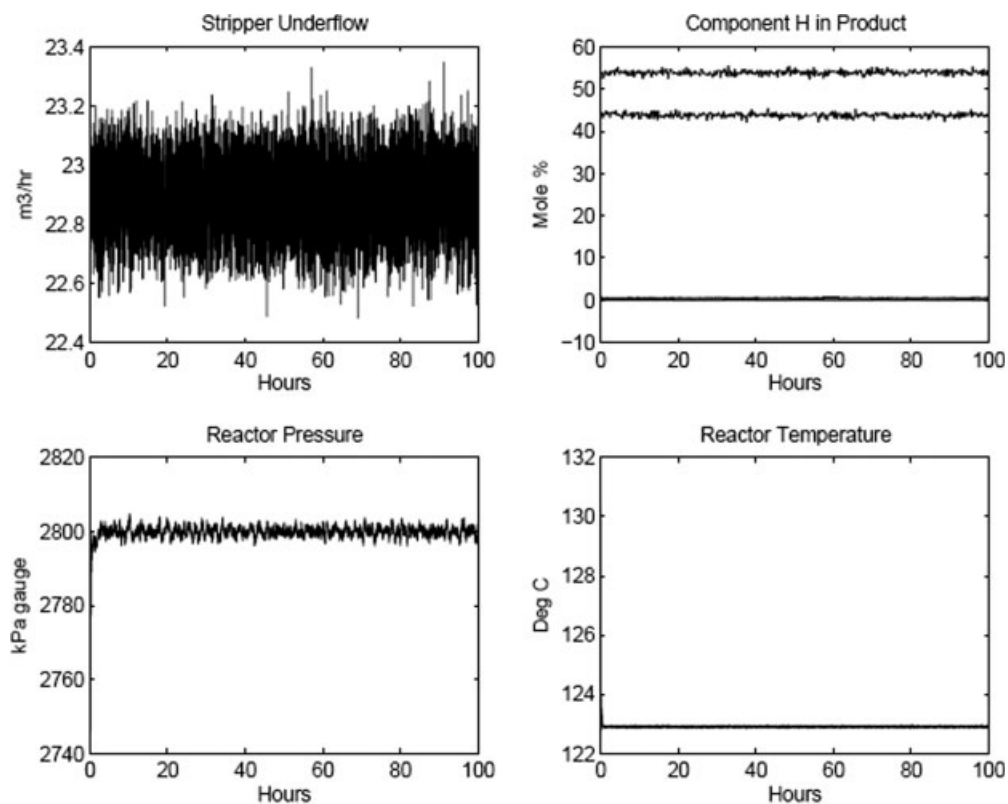 Stripper Underflow
23.4
23.2
23
22.8
22.6
22.4
m3/hr
0 20 40 60 80 100
Hours
Component H in Product
60
50
40
30
20
10
0
−10
Mole %
0 20 40 60 80 100
Hours
Reactor Pressure
2820
2800
2780
2760
2740
kPa gauge
0 20 40 60 80 100
Hours
Reactor Temperature
132
130
128
126
124
122
Deg C
0 20 40 60 80 100
Hours